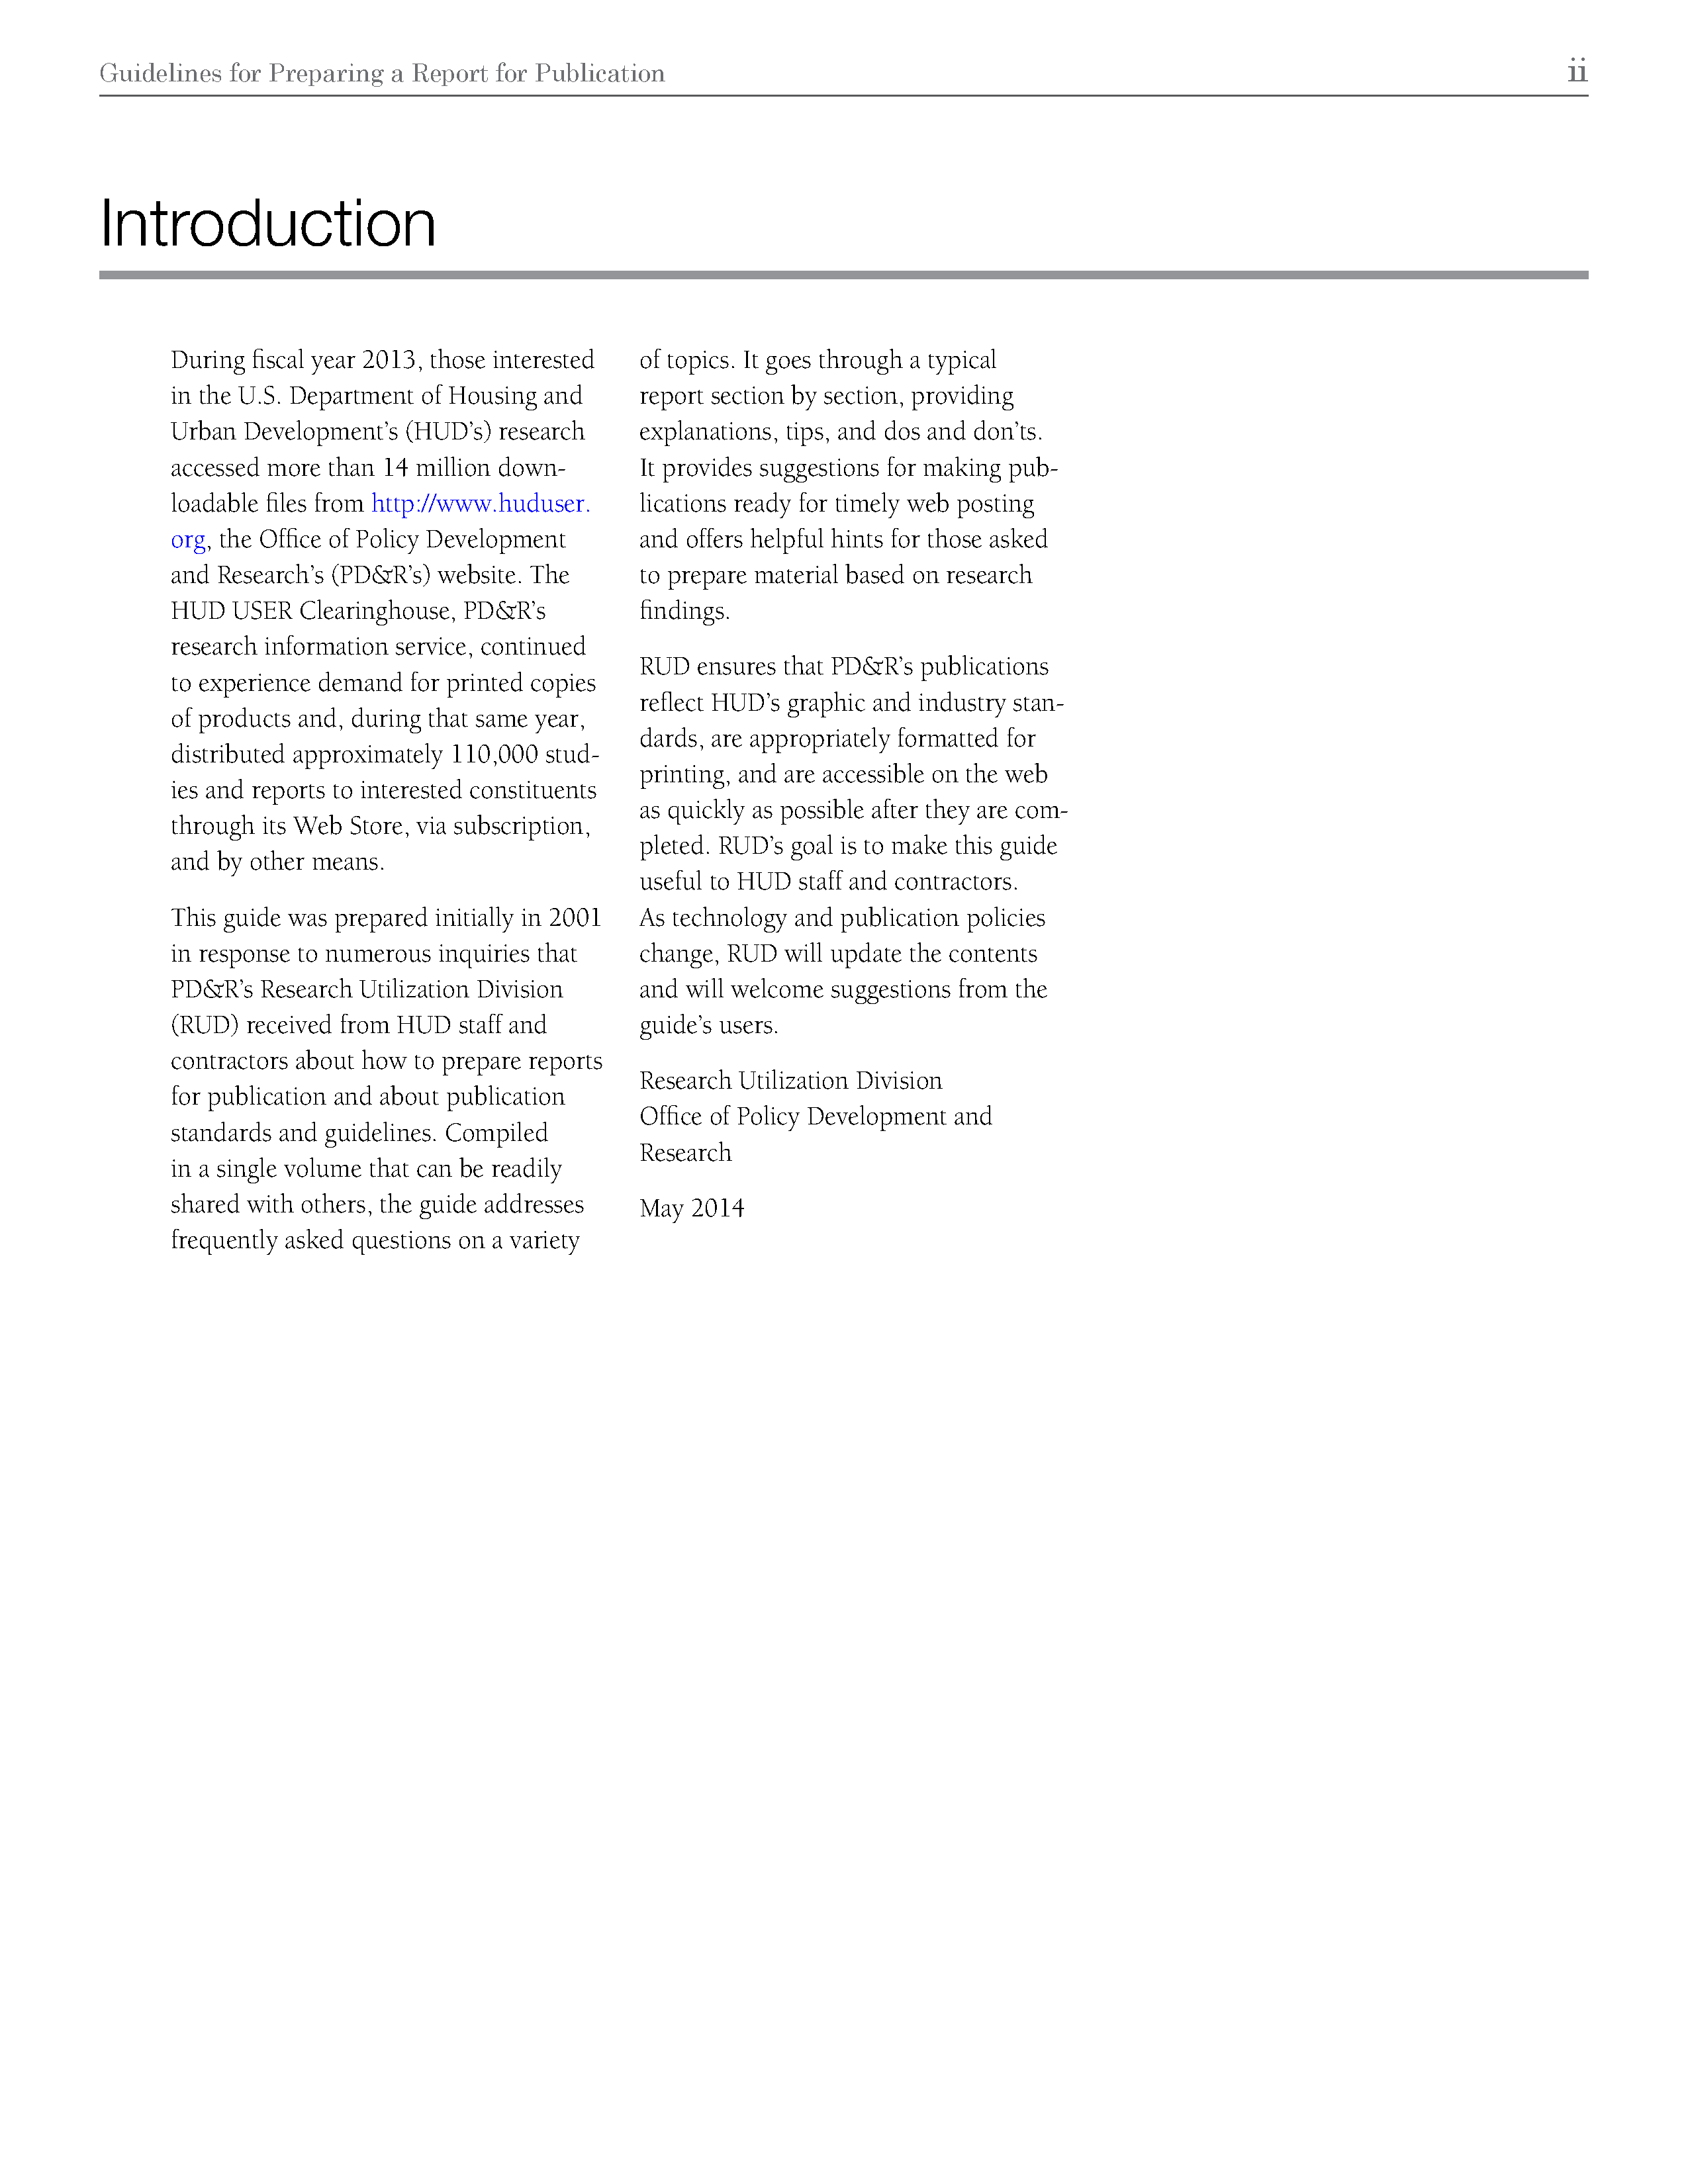 Guidelines for Preparing a Report for Publication
ii
Introduction
During fiscal year 2013, those interested
in the U.S. Department of Housing and
Urban Development’s (HUD’s) research
accessed more than 14 million down-
loadable files from http://www.huduser.
org, the Office of Policy Development
and Research’s (PD&R’s) website. The
HUD USER Clearinghouse, PD&R’s
research information service, continued
to experience demand for printed copies
of products and, during that same year,
distributed approximately 110,000 stud-
ies and reports to interested constituents
through its Web Store, via subscription,
and by other means.
This guide was prepared initially in 2001
in response to numerous inquiries that
PD&R’s Research Utilization Division
(RUD) received from HUD staff and
contractors about how to prepare reports
for publication and about publication
standards and guidelines. Compiled
in a single volume that can be readily
shared with others, the guide addresses
frequently asked questions on a variety
of topics. It goes through a typical
report section by section, providing
explanations, tips, and dos and don’ts.
It provides suggestions for making pub-
lications ready for timely web posting
and offers helpful hints for those asked
to prepare material based on research
findings.
RUD ensures that PD&R’s publications
reflect HUD’s graphic and industry stan-
dards, are appropriately formatted for
printing, and are accessible on the web
as quickly as possible after they are com-
pleted. RUD’s goal is to make this guide
useful to HUD staff and contractors.
As technology and publication policies
change, RUD will update the contents
and will welcome suggestions from the
guide’s users.
Research Utilization Division
Office of Policy Development and
Research
May 2014